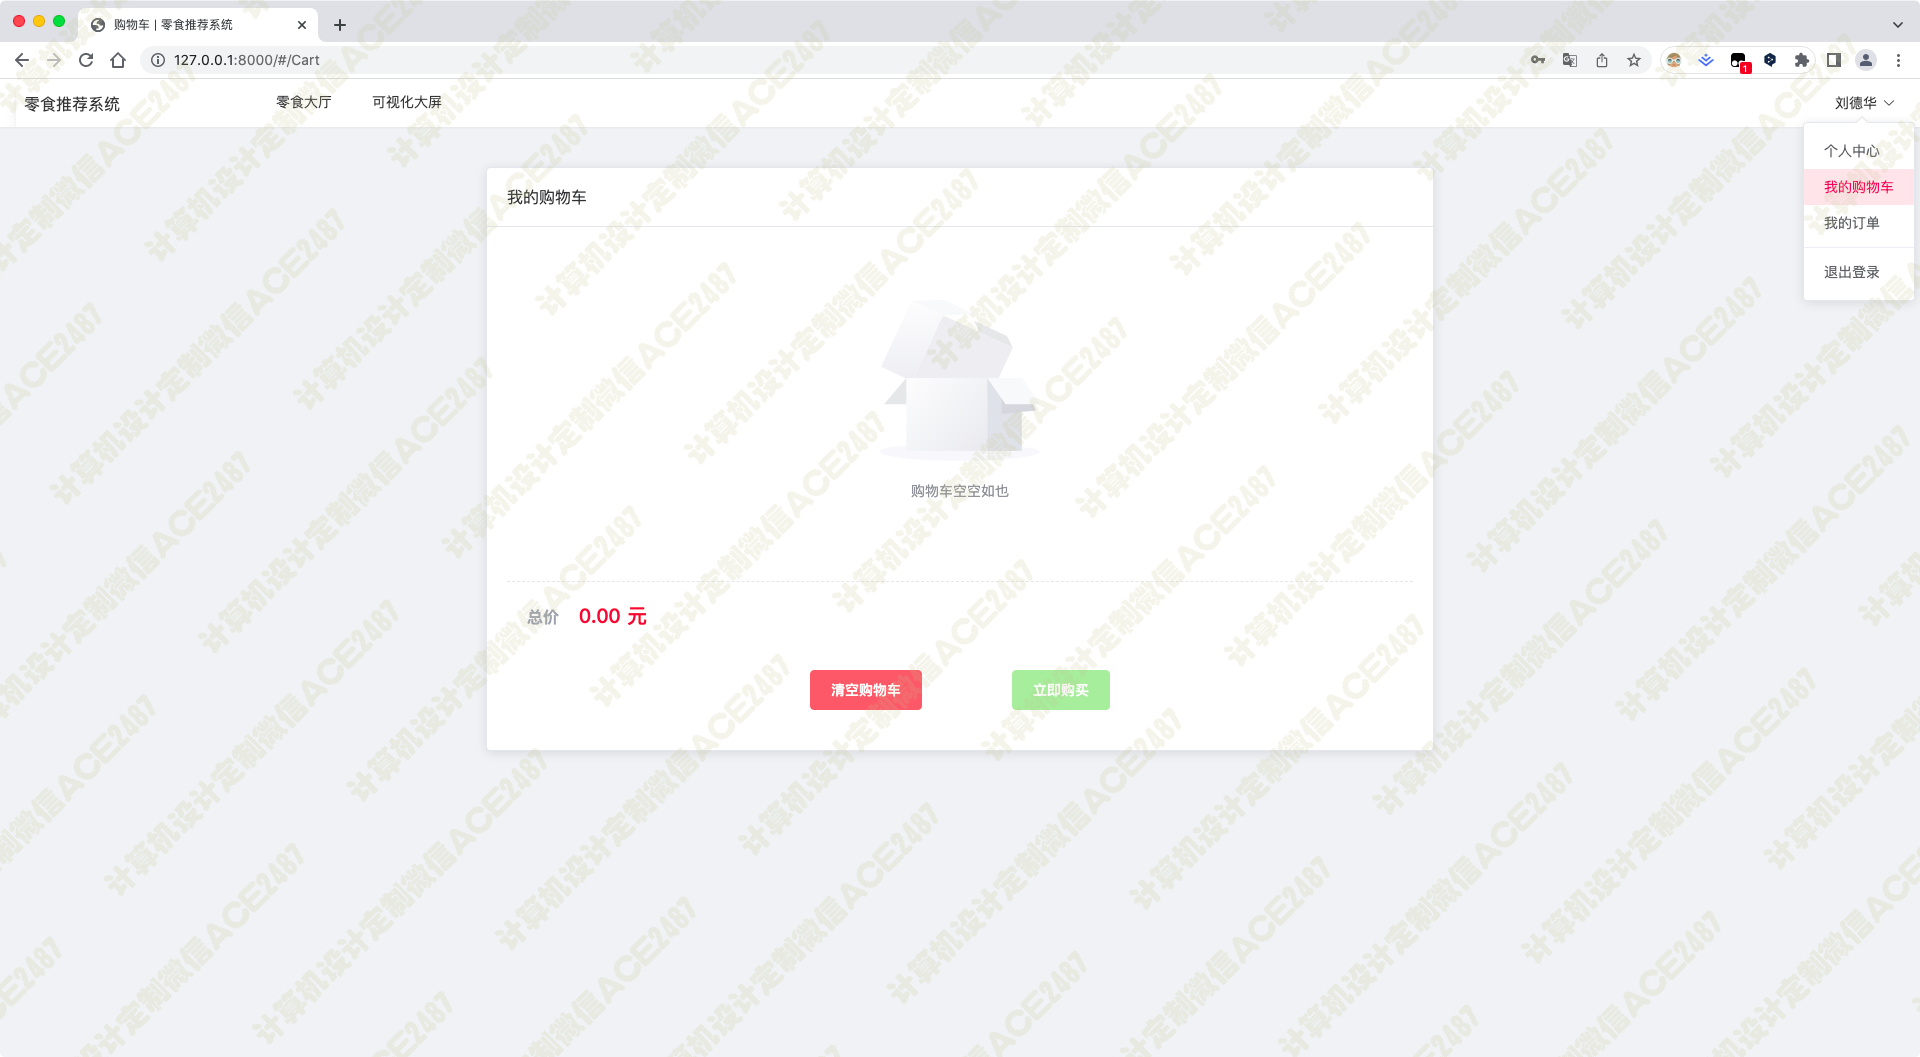 购物车 | 零食推荐系统
127.0.0.1:8000/#/Cart
1
零食推荐系统
零食大厅
可视化大屏
刘德华
个人中心
我的购物车
我的订单
退出登录
我的购物车
购物车空空如也
总价 0.00 元
清空购物车
立即购买
计算机设计定制微信ACE2487